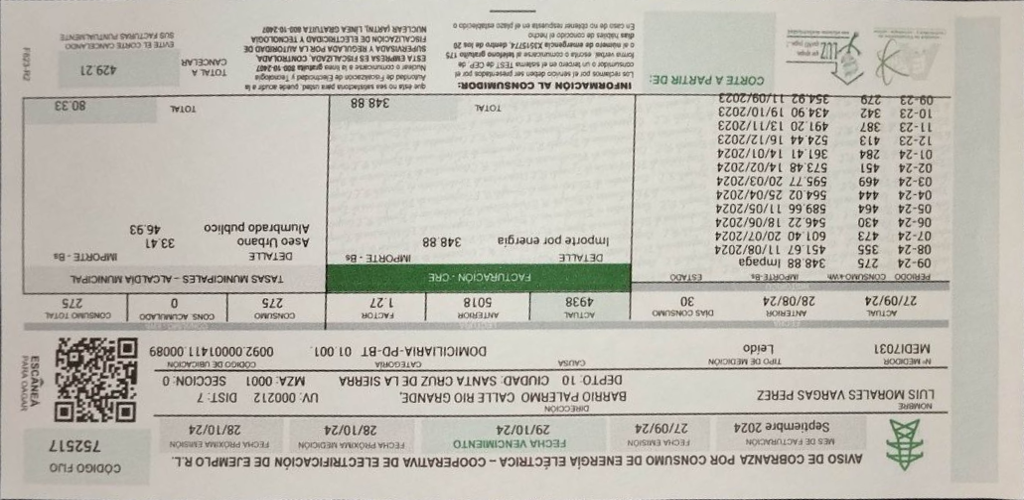 AVISO DE COBRANZA POR CONSUMO DE ENERGÍA ELÉCTRICA – COOPERATIVA DE ELECTRIFICACIÓN DE EJEMPLO R.L.
CÓDIGO FIJO
752517
MES DE FACTURACIÓN
Septiembre 2024
FECHA EMISIÓN
27/09/24
FECHA VENCIMIENTO
29/10/24
FECHA PRÓXIMA MEDICIÓN
28/10/24
FECHA PRÓXIMA EMISIÓN
28/10/24
NOMBRE
LUIS MORALES VARGAS PEREZ
DIRECCIÓN
BARRIO PALERMO CALLE RIO GRANDE,
DEPTO: 10 CIUDAD: SANTA CRUZ DE LA SIERRA
UV: 000212 DIST: 7
MZA: 0001 SECCION: 0
ESCANEÁ
PARA PAGAR
Nº MEDIDOR
MEDI7031
TIPO DE MEDICIÓN
Leído
CAUSA
CATEGORÍA
DOMICILIARIA-PD-BT 01.001.
CÓDIGO DE UBICACIÓN
0092.00001411.00089
FECHA
LECTURA
ACTUAL
27/09/24
ANTERIOR
28/08/24
DIAS CONSUMO
30
ACTUAL
4938
ANTERIOR
5018
FACTOR
1.27
CONSUMO
275
CONS ACUMULADO
0
CONSUMO TOTAL
275
PERIODO CONSUMO-KWH IMPORTE-Bs ESTADO
09-24 275 348.88 Impaga
08-24 355 451.67 11/08/2024
07-24 473 601.40 20/07/2024
06-24 430 546.22 18/06/2024
05-24 464 589.66 11/05/2024
04-24 444 564.02 25/04/2024
03-24 469 595.77 20/03/2024
02-24 451 573.48 14/02/2024
01-24 284 361.41 14/01/2024
12-23 413 524.44 16/12/2023
11-23 387 491.20 13/11/2023
10-23 342 434.90 19/10/2023
09-23 279 354.92 11/09/2023
FACTURACIÓN - CRE
DETALLE IMPORTE - Bs
Importe por energía 348.88
TOTAL 348.88
TASAS MUNICIPALES – ALCALDIA MUNICIPAL
DETALLE IMPORTE - Bs
Aseo Urbano 33.41
Alumbrado publico 46.93
TOTAL 80.33
CORTE A PARTIR DE:
LUZ
INFORMACIÓN AL CONSUMIDOR:
Los reclamos por el servicio deben ser presentados por el
consumidor o un tercero en el sistema TEST de CEP, de
forma verbal, escrita o comunicarse al teléfono gratuito 175
o al número de emergencia X3515774 dentro de los 20
días hábiles de conocido el hecho
En caso de no obtener respuesta en el plazo establecido o
que ésta no sea satisfactoria para usted, puede acudir a la
Autoridad de Fiscalización de Electricidad y Tecnología
Nuclear o comunicarse a la línea gratuita 800-10-2407
ESTA EMPRESA ES FISCALIZADA, CONTROLADA,
SUPERVISADA Y REGULADA POR LA AUTORIDAD DE
FISCALIZACIÓN DE ELECTRICIDAD Y TECNOLOGÍA
NUCLEAR (AETN), LÍNEA GRATUITA 800-10-2407
TOTAL A
CANCELAR
429.21
EVITE EL CORTE CANCELANDO
SUS FACTURAS PUNTUALMENTE
F623-R2